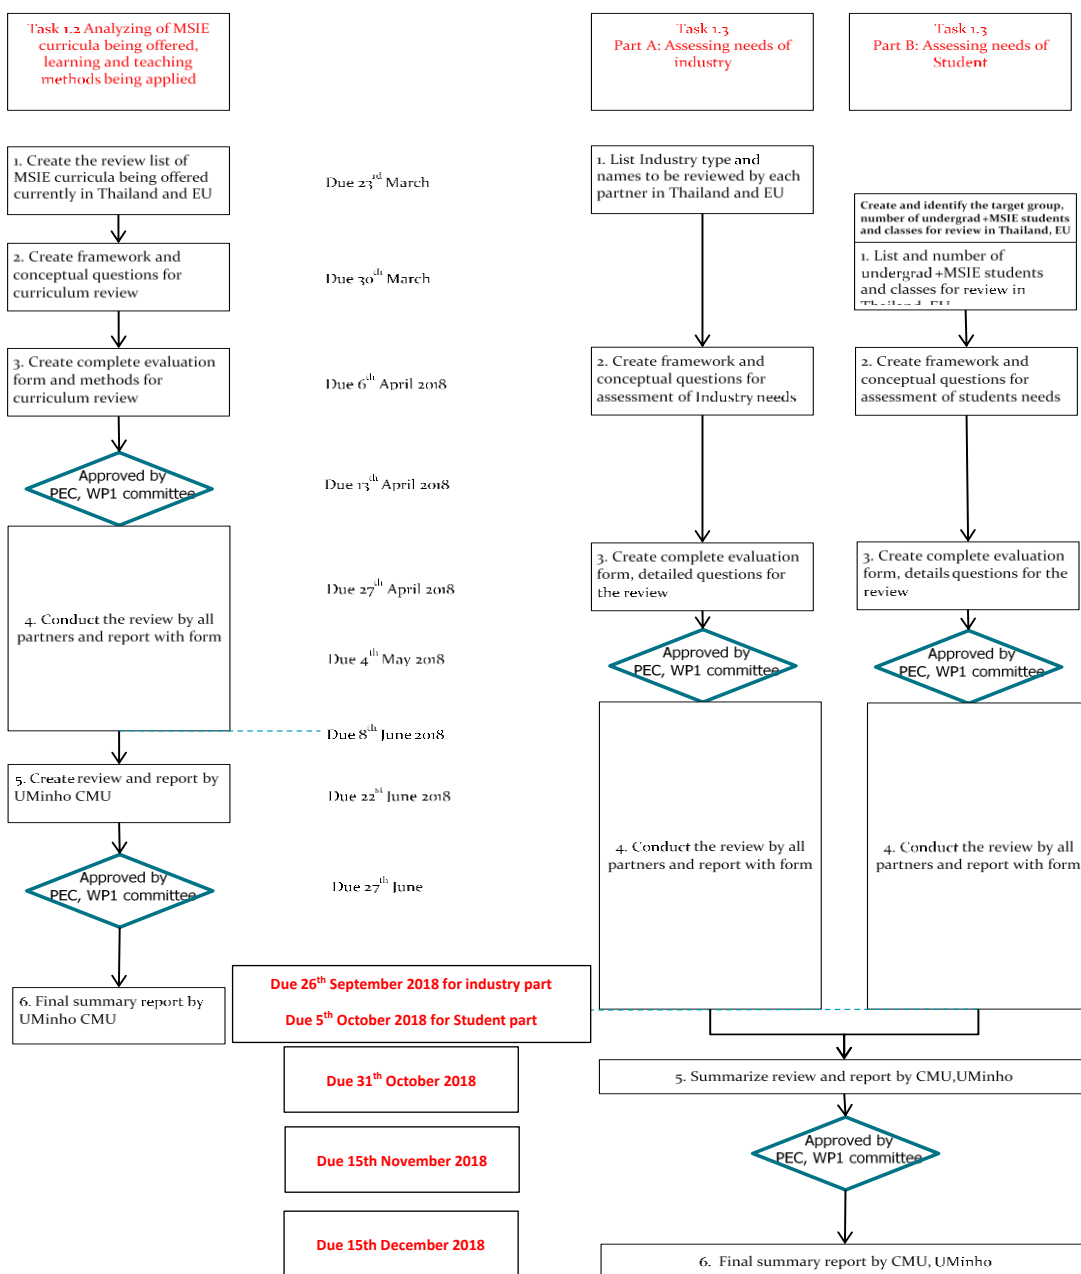 Task 1.2 Analyzing of MSIE
curricula being offered,
learning and teaching
methods being applied
Task 1.3
Part A: Assessing needs of
industry
Task 1.3
Part B: Assessing needs of
Student
1. Create the review list of
MSIE curricula being offered
currently in Thailand and EU
Due 23rd March
1. List Industry type and
names to be reviewed by each
partner in Thailand and EU
Create and identify the target group,
number of undergrad +MSIE students
and classes for review in Thailand, EU
1. List and number of
undergrad +MSIE students
and classes for review in
Thailand, EU
2. Create framework and
conceptual questions for
curriculum review
Due 30th March
3. Create complete evaluation
form and methods for
curriculum review
Due 6th April 2018
2. Create framework and
conceptual questions for
assessment of Industry needs
2. Create framework and
conceptual questions for
assessment of students needs
Approved by
PEC, WP1 committee
Due 13th April 2018
3. Create complete evaluation
form, detailed questions for
the review
3. Create complete evaluation
form, details questions for the
review
Due 27th April 2018
4. Conduct the review by all
partners and report with form
Due 4th May 2018
Approved by
PEC, WP1 committee
Approved by
PEC, WP1 committee
Due 8th June 2018
5. Create review and report by
UMinho CMU
Due 22st June 2018
4. Conduct the review by all
partners and report with form
4. Conduct the review by all
partners and report with form
Approved by
PEC, WP1 committee
Due 27th June
6. Final summary report by
UMinho CMU
Due 26th September 2018 for industry part
Due 5th October 2018 for Student part
Due 31th October 2018
5. Summarize review and report by CMU,UMinho
Due 15th November 2018
Approved by
PEC, WP1 committee
Due 15th December 2018
6. Final summary report by CMU, UMinho